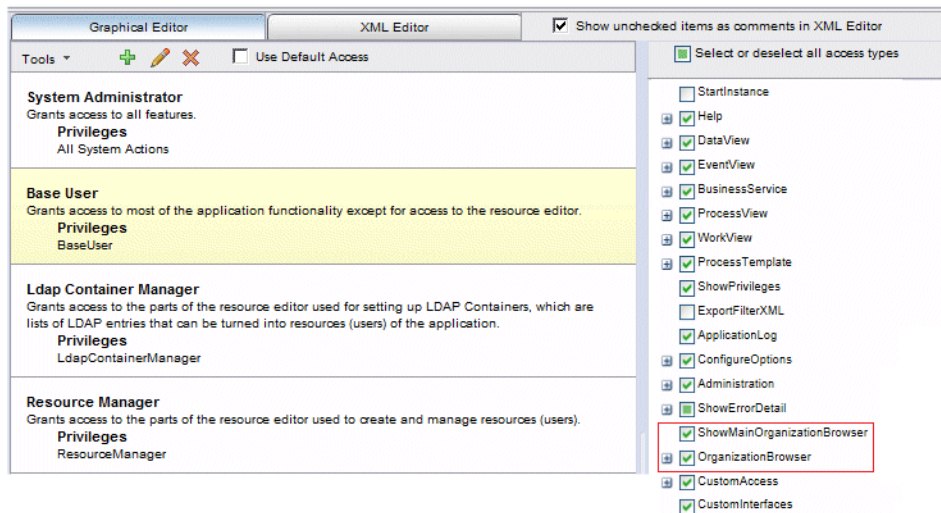 Graphical Editor
XML Editor
Show unchecked items as comments in XML Editor
Tools
Use Default Access
System Administrator
Grants access to all features.
Privileges
All System Actions
Base User
Grants access to most of the application functionality except for access to the resource editor.
Privileges
BaseUser
Ldap Container Manager
Grants access to the parts of the resource editor used for setting up LDAP Containers, which are
lists of LDAP entries that can be turned into resources (users) of the application.
Privileges
LdapContainerManager
Resource Manager
Grants access to the parts of the resource editor used to create and manage resources (users).
Privileges
ResourceManager
Select or deselect all access types
StartInstance
Help
DataView
EventView
BusinessService
ProcessView
WorkView
ProcessTemplate
ShowPrivileges
ExportFilterXML
ApplicationLog
ConfigureOptions
Administration
ShowErrorDetail
ShowMainOrganizationBrowser
OrganizationBrowser
CustomAccess
CustomInterfaces